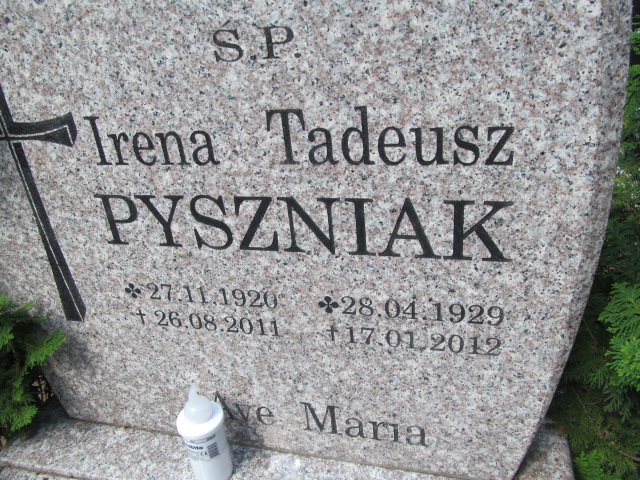 Ś.P.
Irena Tadeusz
PYSZNIAK
27.11.1920 28.04.1929
†26.08.2011 †17.01.2012
Ave Maria